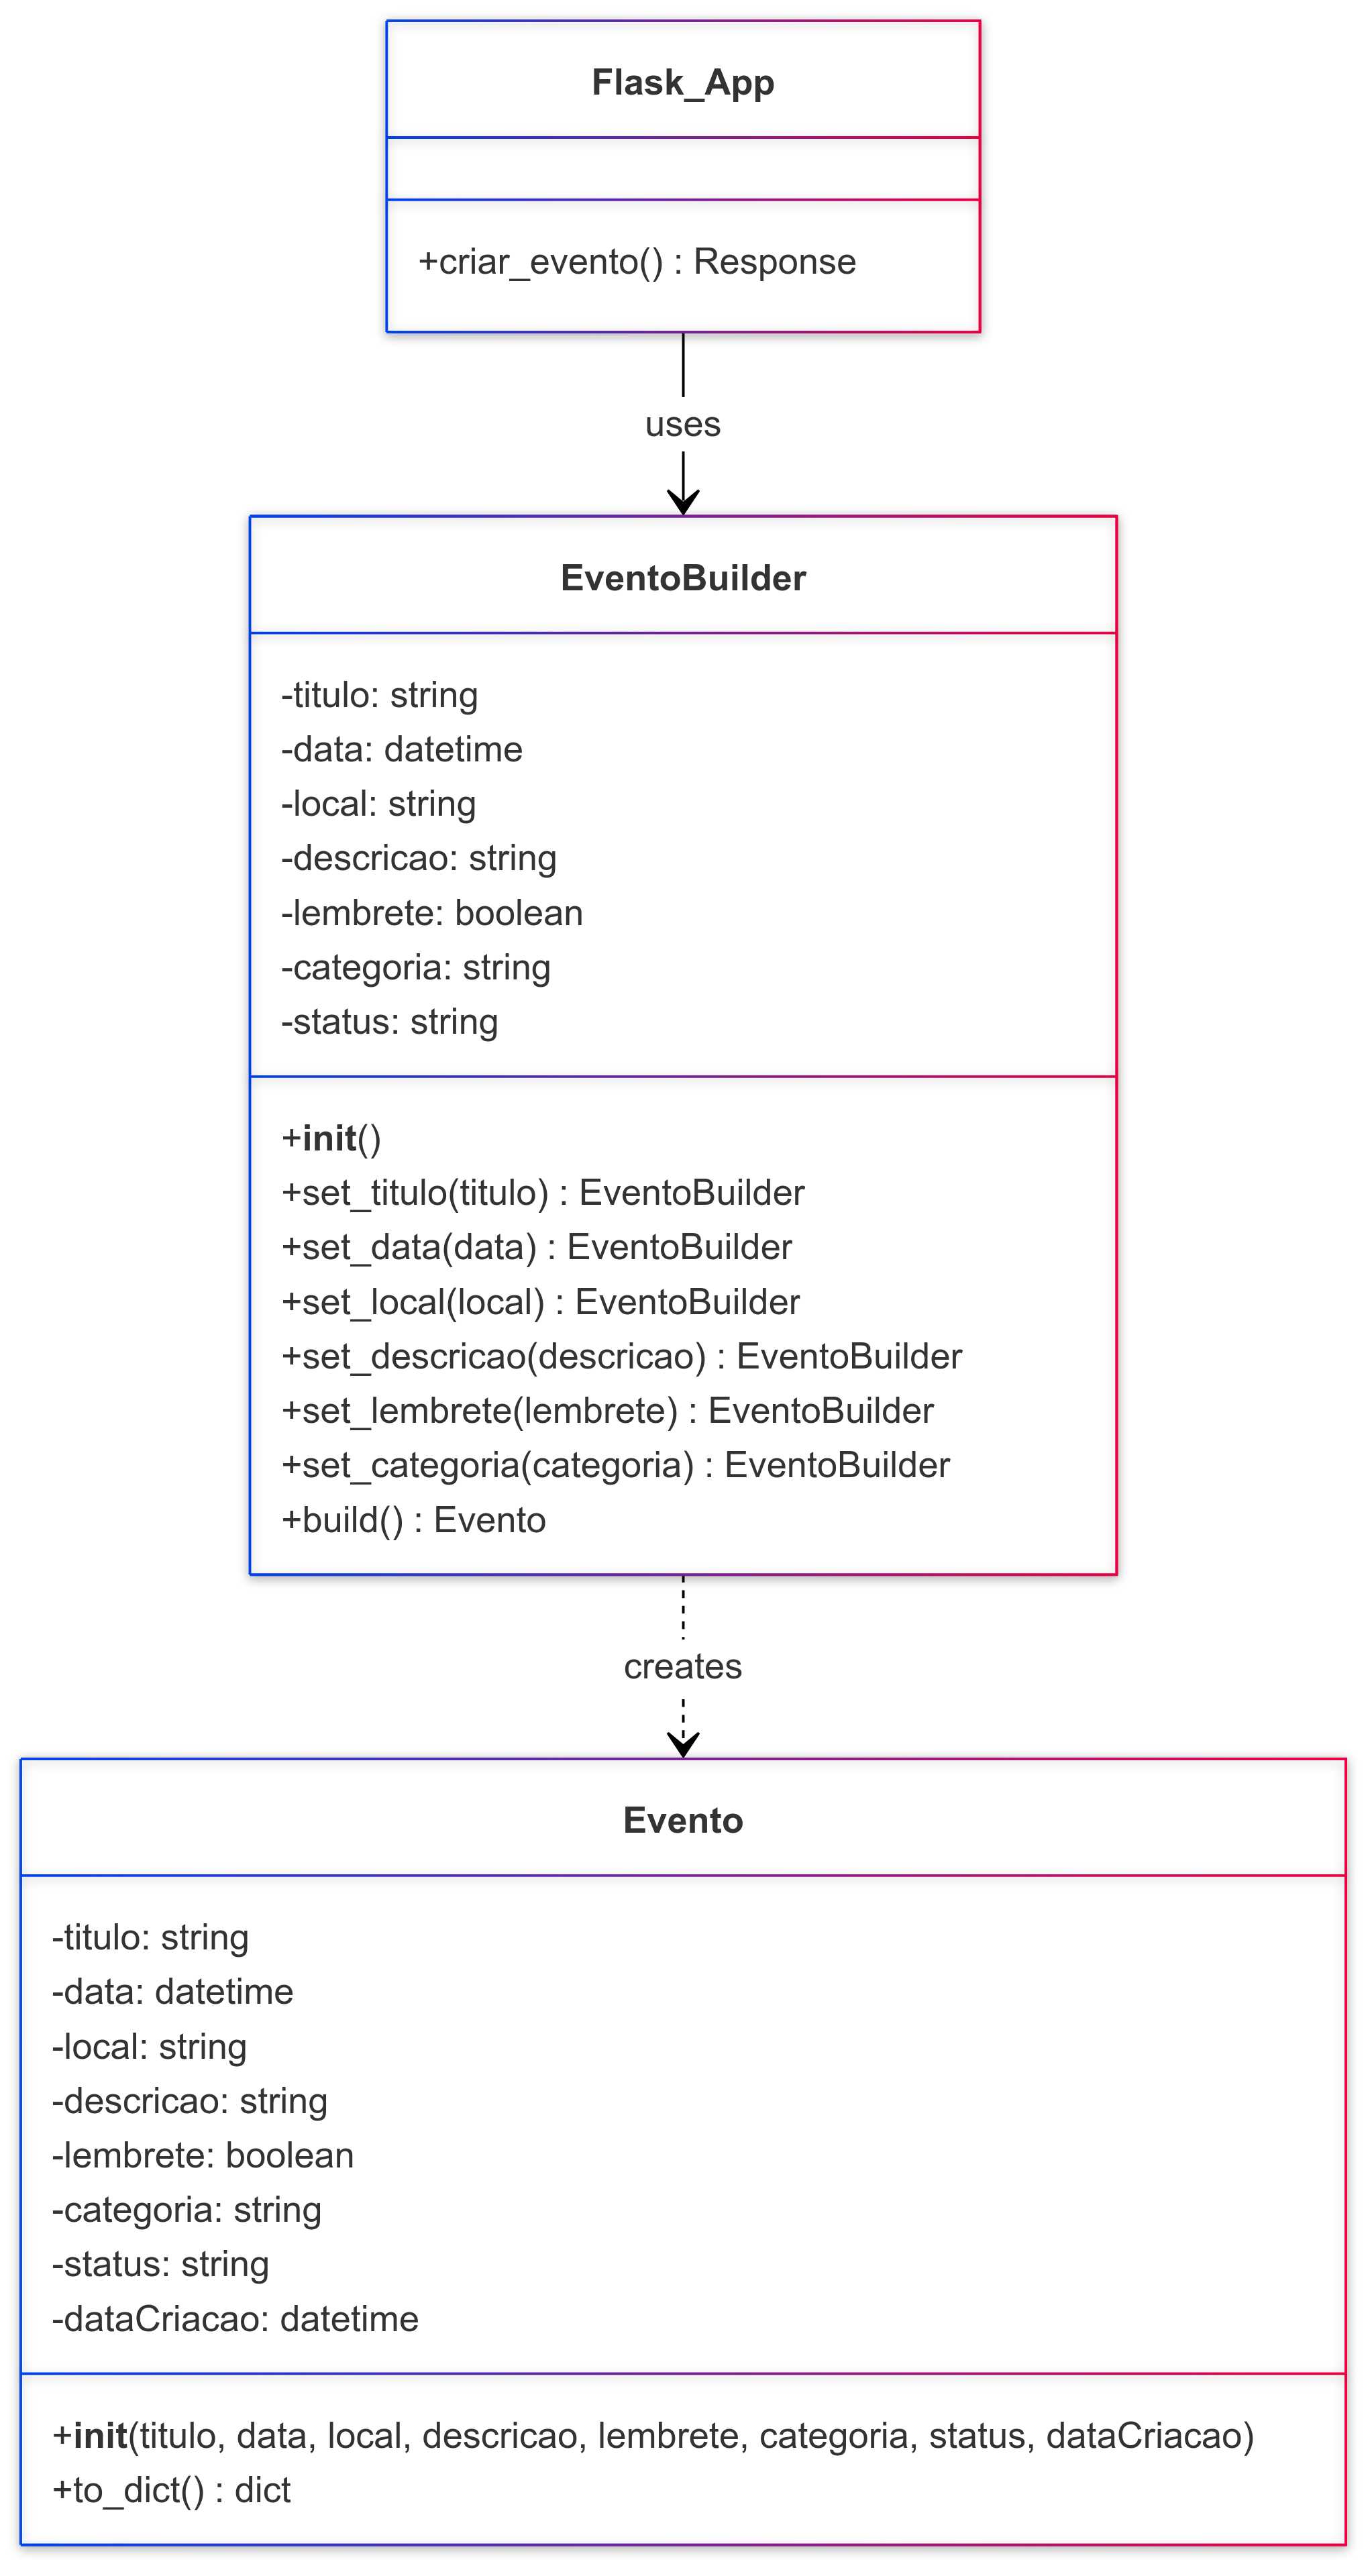 Flask_App
+criar_evento() : Response
uses
EventoBuilder
-titulo: string
-data: datetime
-local: string
-descricao: string
-lembrete: boolean
-categoria: string
-status: string
+init()
+set_titulo(titulo) : EventoBuilder
+set_data(data) : EventoBuilder
+set_local(local) : EventoBuilder
+set_descricao(descricao) : EventoBuilder
+set_lembrete(lembrete) : EventoBuilder
+set_categoria(categoria) : EventoBuilder
+build() : Evento
creates
Evento
-titulo: string
-data: datetime
-local: string
-descricao: string
-lembrete: boolean
-categoria: string
-status: string
-dataCriacao: datetime
+init(titulo, data, local, descricao, lembrete, categoria, status, dataCriacao)
+to_dict() : dict